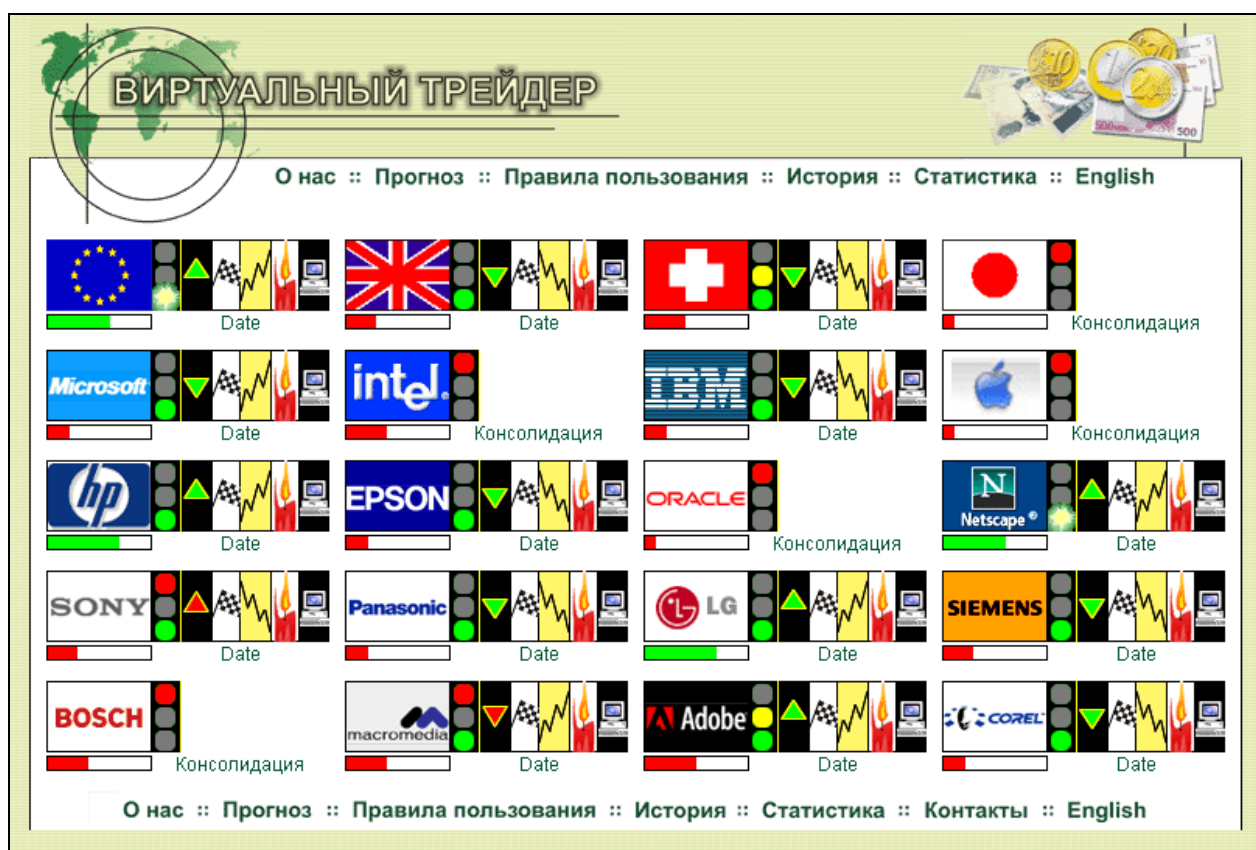 ВИРТУАЛЬНЫЙ ТРЕЙДЕР
О нас :: Прогноз :: Правила пользования :: История :: Статистика :: English
Date Date Date Консолидация
Microsoft intel. IBM
Date Консолидация Date Консолидация
hp EPSON ORACLE N Netscape ®
Date Date Консолидация Date
SONY Panasonic LG SIEMENS
Date Date Date Date
BOSCH macromedia Adobe COREL
Консолидация Date Date Date
О нас :: Прогноз :: Правила пользования :: История :: Статистика :: Контакты :: English